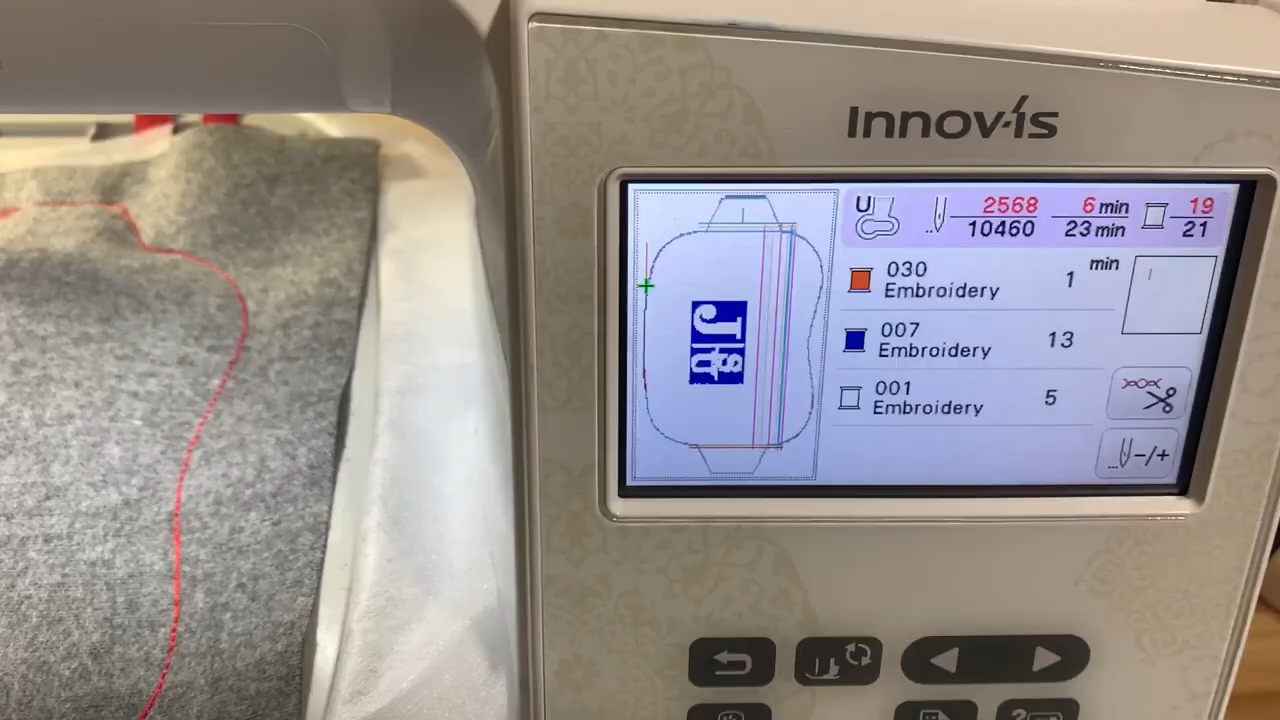 INNOV-ÍS
U
2568 6 min 19
10460 23 min 21
min
030
Embroidery 1
007
Embroidery 13
001
Embroidery 5
-/+
J
?